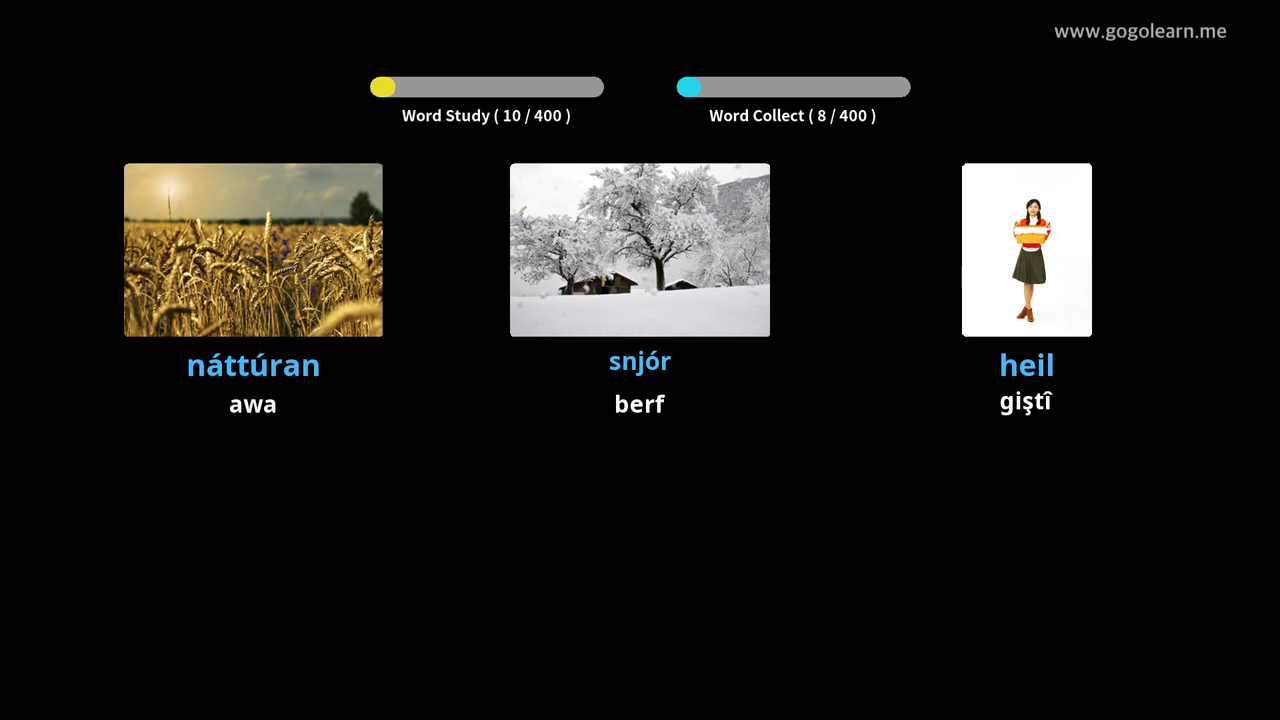 www.gogolearn.me
Word Study ( 10 / 400 )
Word Collect ( 8 / 400 )
náttúran
snjór
heil
awa
berf
giştî